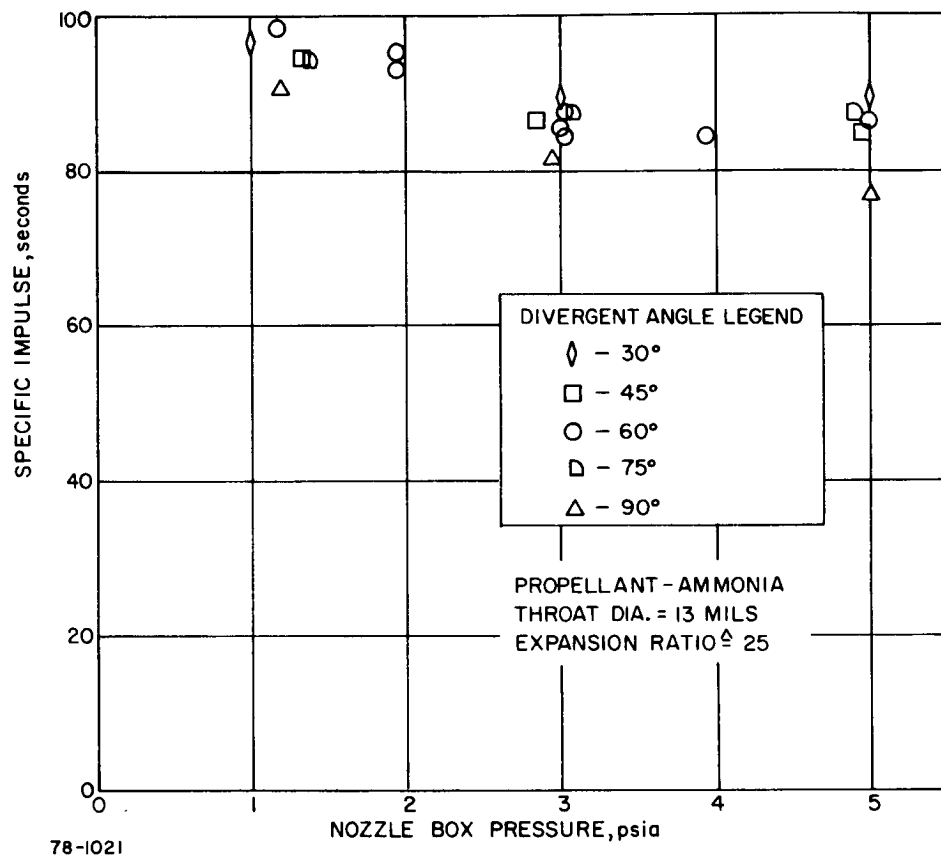 100
80
60
40
20
0
SPECIFIC IMPULSE, seconds
DIVERGENT ANGLE LEGEND
- 30°
- 45°
- 60°
- 75°
- 90°
PROPELLANT - AMMONIA
THROAT DIA. = 13 MILS
EXPANSION RATIO ≙ 25
0 1 2 3 4 5
NOZZLE BOX PRESSURE, psia
78-1021